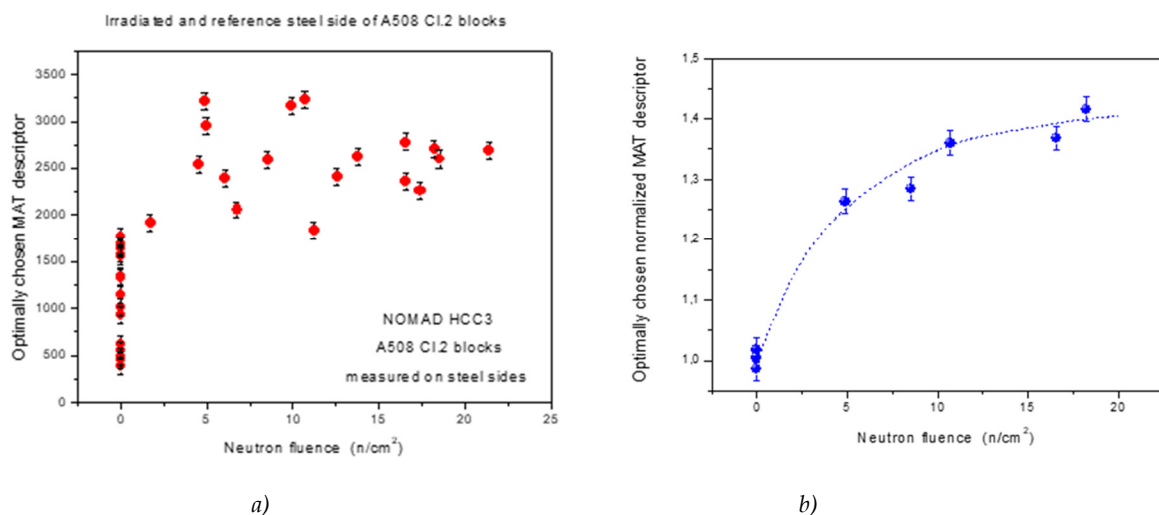 Irradiated and reference steel side of A508 Cl.2 blocks
Optimally chosen MAT descriptor
3500
3000
2500
2000
1500
1000
500
0
NOMAD HCC3
A508 Cl.2 blocks
measured on steel sides
0 5 10 15 20 25
Neutron fluence (n/cm²)
a)
Optimally chosen normalized MAT descriptor
1,5
1,4
1,3
1,2
1,1
1,0
0 5 10 15 20
Neutron fluence (n/cm²)
b)